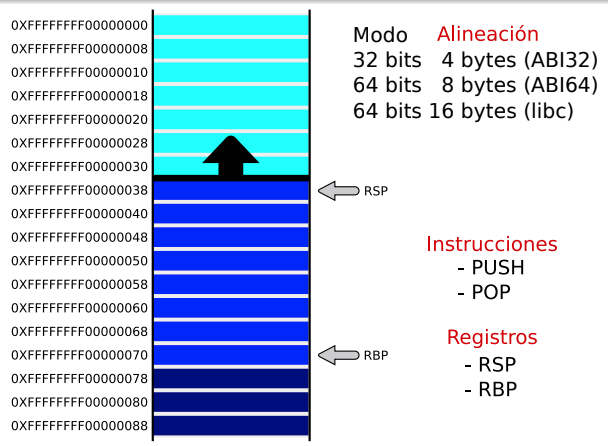 0XFFFFFFFF00000000
0XFFFFFFFF00000008
0XFFFFFFFF00000010
0XFFFFFFFF00000018
0XFFFFFFFF00000020
0XFFFFFFFF00000028
0XFFFFFFFF00000030
0XFFFFFFFF00000038
0XFFFFFFFF00000040
0XFFFFFFFF00000048
0XFFFFFFFF00000050
0XFFFFFFFF00000058
0XFFFFFFFF00000060
0XFFFFFFFF00000068
0XFFFFFFFF00000070
0XFFFFFFFF00000078
0XFFFFFFFF00000080
0XFFFFFFFF00000088
RSP
RBP
Modo Alineación
32 bits 4 bytes (ABI32)
64 bits 8 bytes (ABI64)
64 bits 16 bytes (libc)
Instrucciones
- PUSH
- POP
Registros
- RSP
- RBP